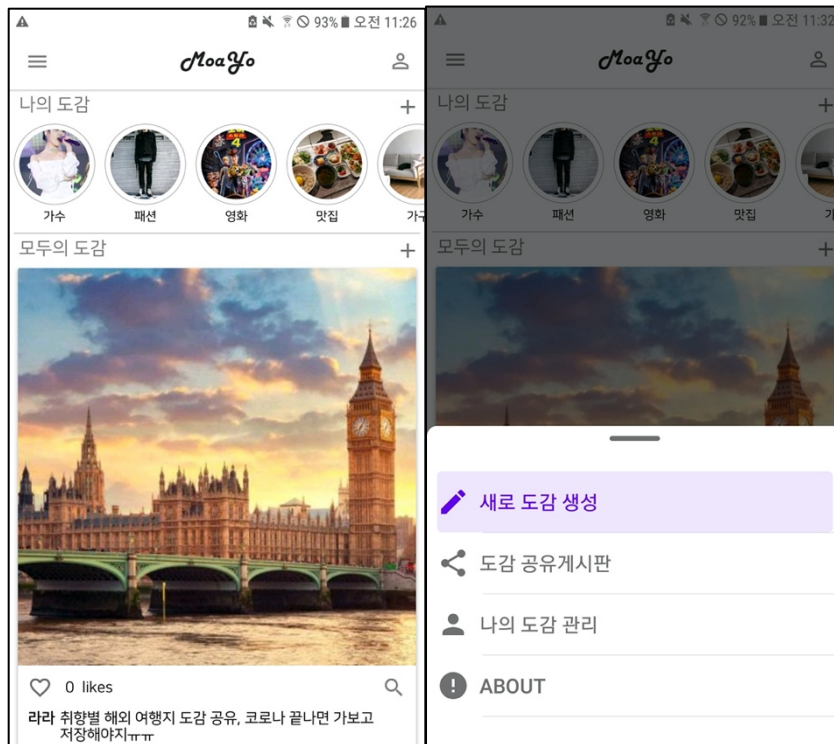 93% 오전 11:26
MoaYo
나의 도감
가수 패션 영화 맛집 가구
모두의 도감
0 likes
라라 취향별 해외 여행지 도감 공유, 코로나 끝나면 가보고
저장해야지ㅠㅠ
92% 오전 11:32
MoaYo
나의 도감
가수 패션 영화 맛집
모두의 도감
새로 도감 생성
도감 공유게시판
나의 도감 관리
ABOUT